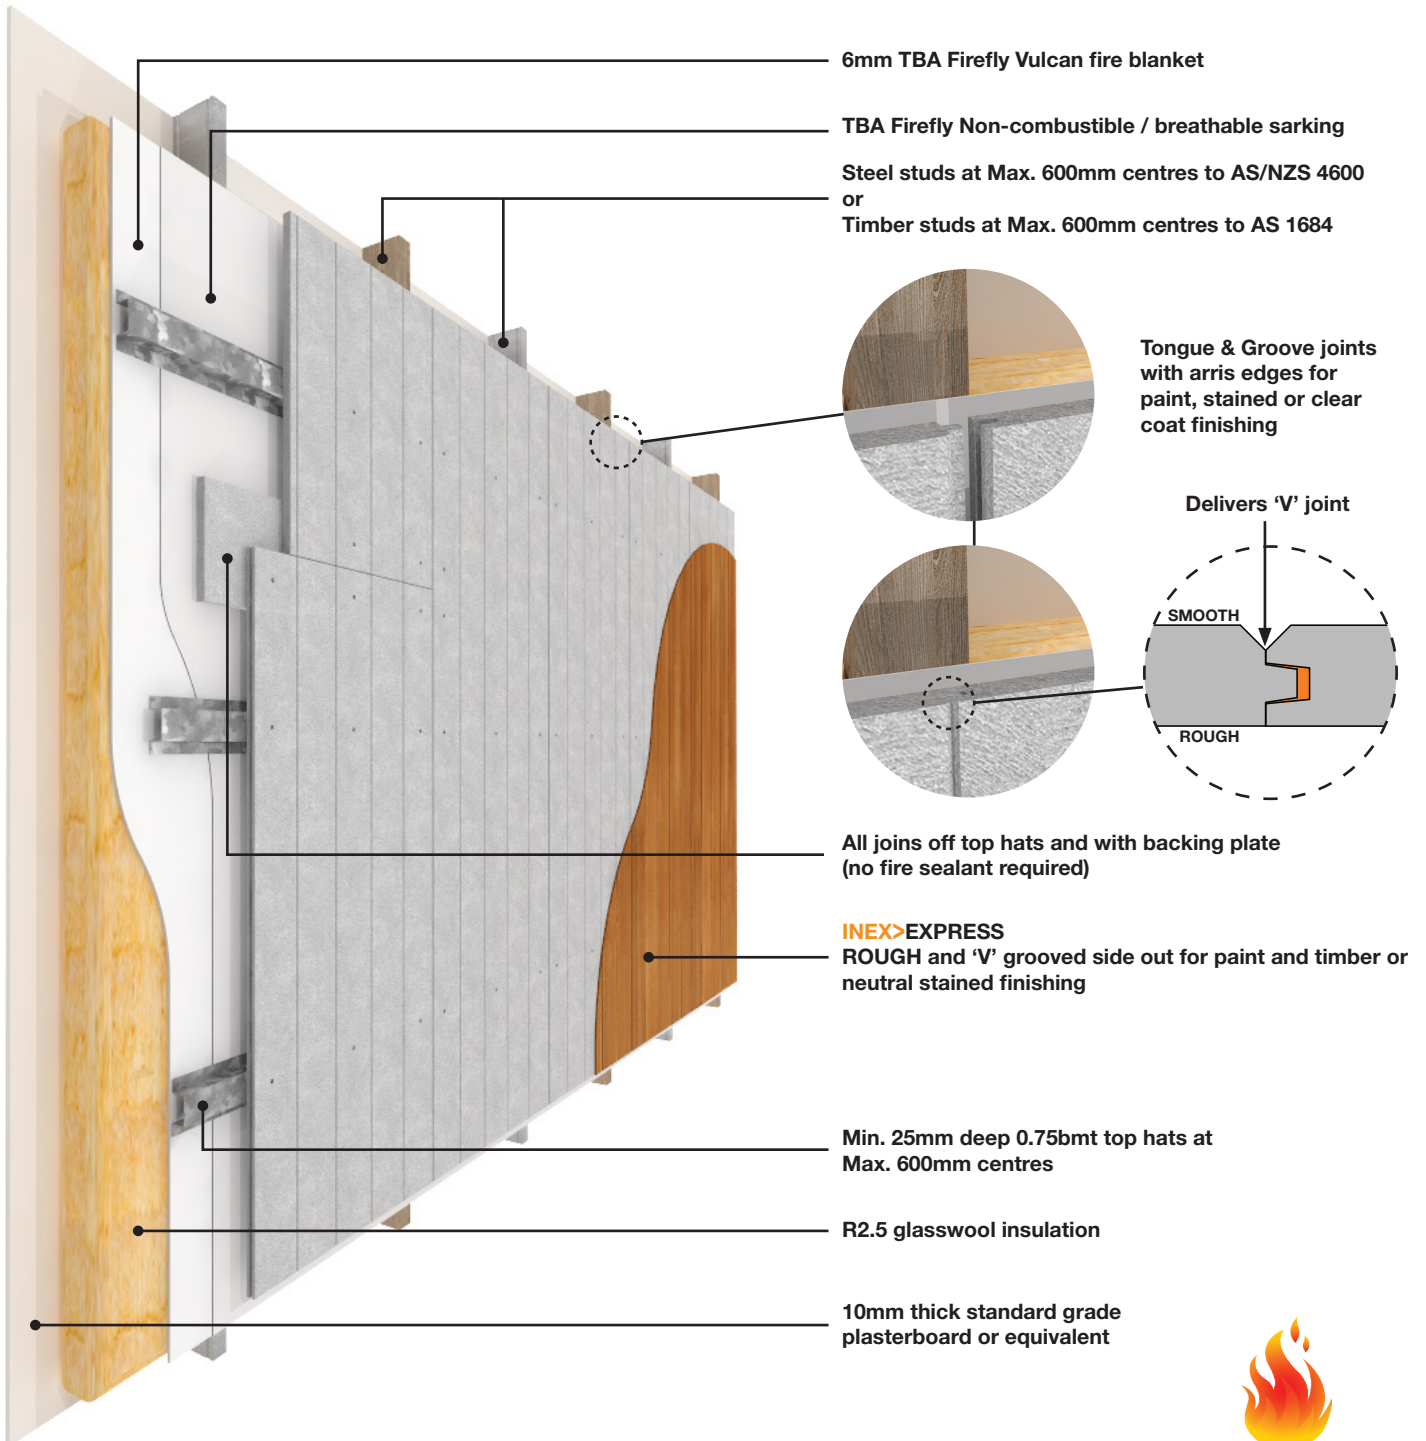 6mm TBA Firefly Vulcan fire blanket
TBA Firefly Non-combustible / breathable sarking
Steel studs at Max. 600mm centres to AS/NZS 4600
or
Timber studs at Max. 600mm centres to AS 1684
Tongue & Groove joints
with arris edges for
paint, stained or clear
coat finishing
Delivers ‘V’ joint
SMOOTH
ROUGH
All joins off top hats and with backing plate
(no fire sealant required)
INEX>EXPRESS
ROUGH and ‘V’ grooved side out for paint and timber or
neutral stained finishing
Min. 25mm deep 0.75bmt top hats at
Max. 600mm centres
R2.5 glasswool insulation
10mm thick standard grade
plasterboard or equivalent